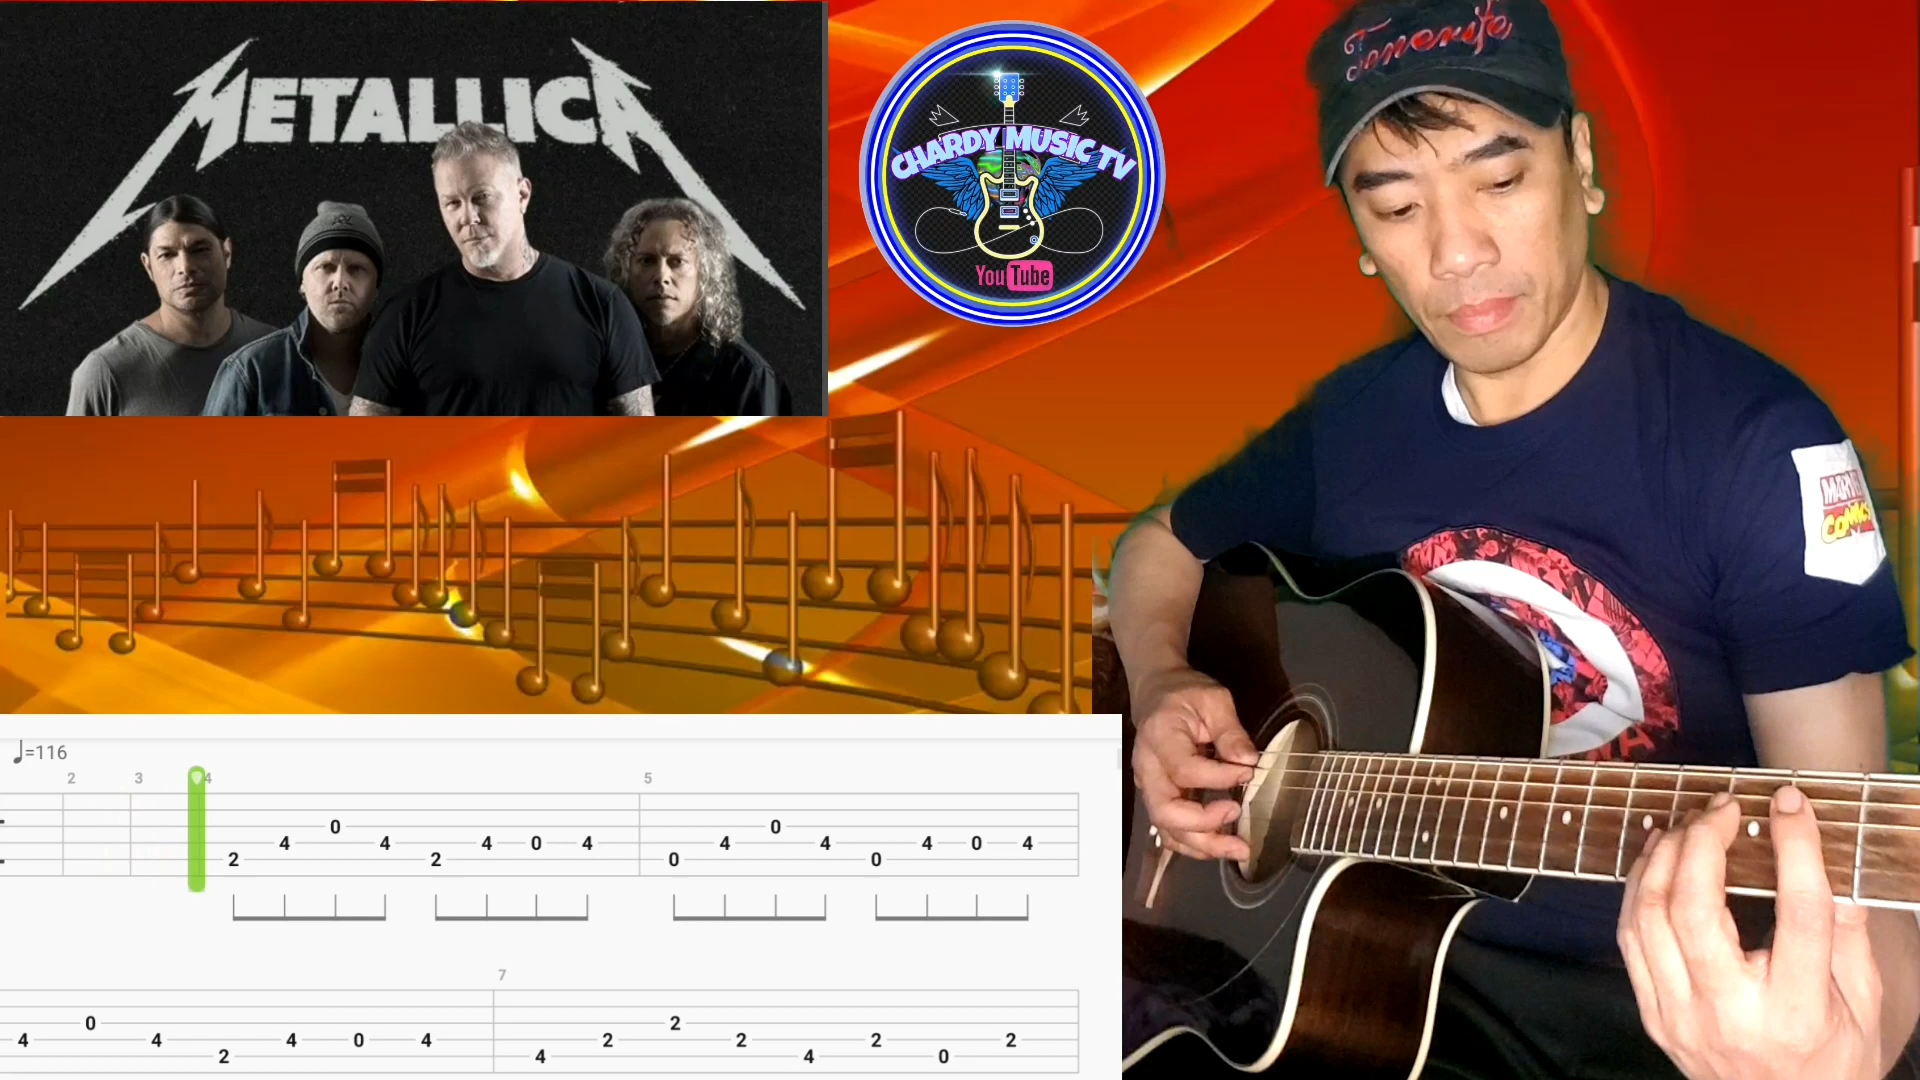 METALLICA
CHARDY MUSIC TV
YouTube
Tenerife
MARVEL
COMICS
♩=116
2 3 4 5
0 0
4 4 4 0 4 4 4 4 0 4
2 2 0 0
7
0 2
4 4 4 0 4 2 2 2 2
2 4 4 0